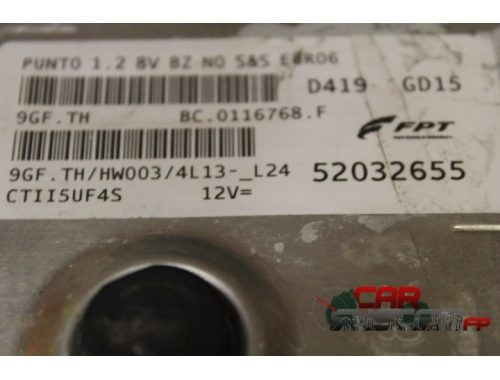 PUNTO 1.2 8V BZ NO S&S EURO6
D419 GD15
9GF.TH BC.0116768.F
FPT
9GF.TH/HW003/4L13-_L24 52032655
CTII5UF4S 12V=
CAR
FP